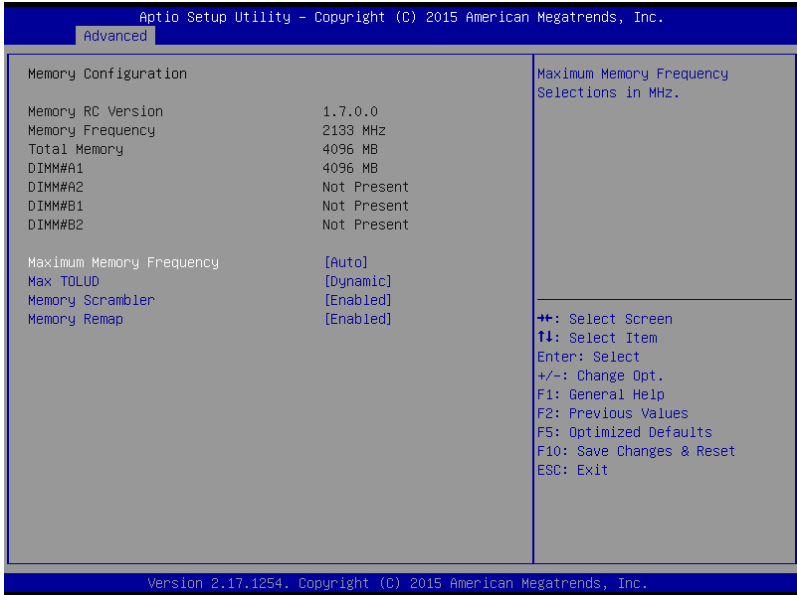 Aptio Setup Utility – Copyright (C) 2015 American Megatrends, Inc.
Advanced
Memory Configuration
Memory RC Version 1.7.0.0
Memory Frequency 2133 MHz
Total Memory 4096 MB
DIMM#A1 4096 MB
DIMM#A2 Not Present
DIMM#B1 Not Present
DIMM#B2 Not Present
Maximum Memory Frequency [Auto]
Max TOLUD [Dynamic]
Memory Scrambler [Enabled]
Memory Remap [Enabled]
Maximum Memory Frequency
Selections in MHz.
→←: Select Screen
↑↓: Select Item
Enter: Select
+/-: Change Opt.
F1: General Help
F2: Previous Values
F5: Optimized Defaults
F10: Save Changes & Reset
ESC: Exit
Version 2.17.1254. Copyright (C) 2015 American Megatrends, Inc.